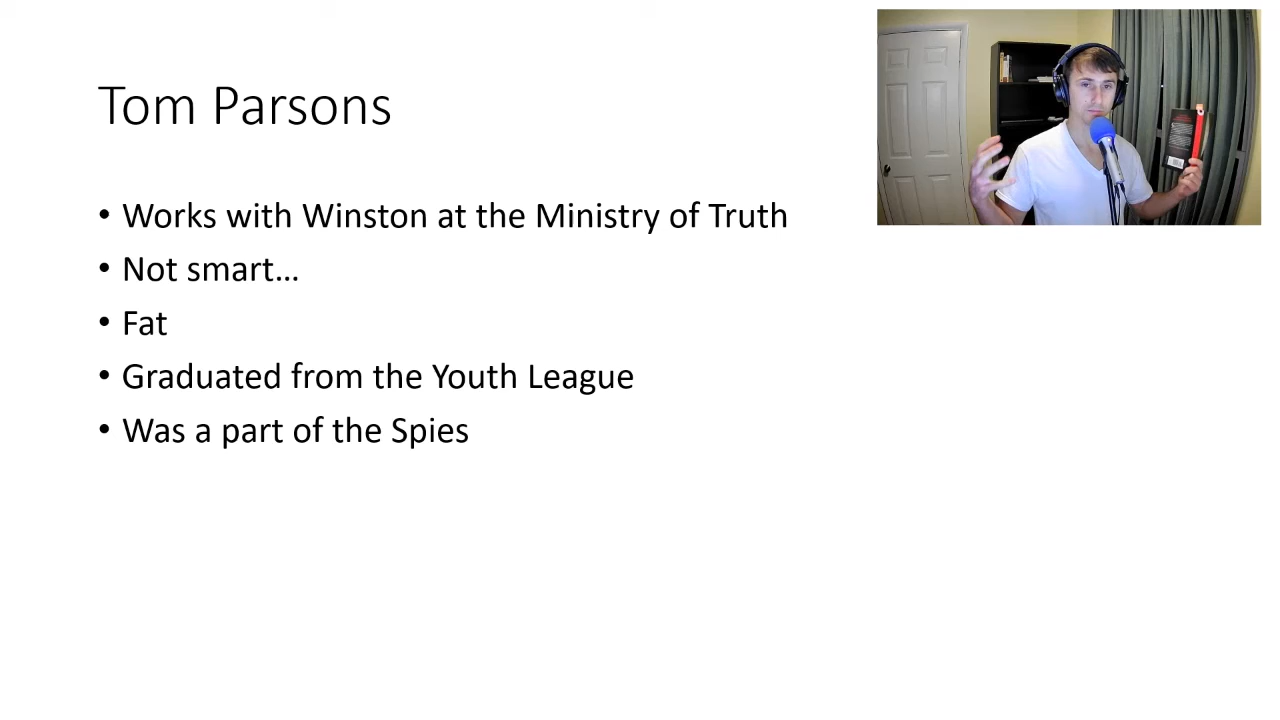 Tom Parsons
• Works with Winston at the Ministry of Truth
• Not smart…
• Fat
• Graduated from the Youth League
• Was a part of the Spies